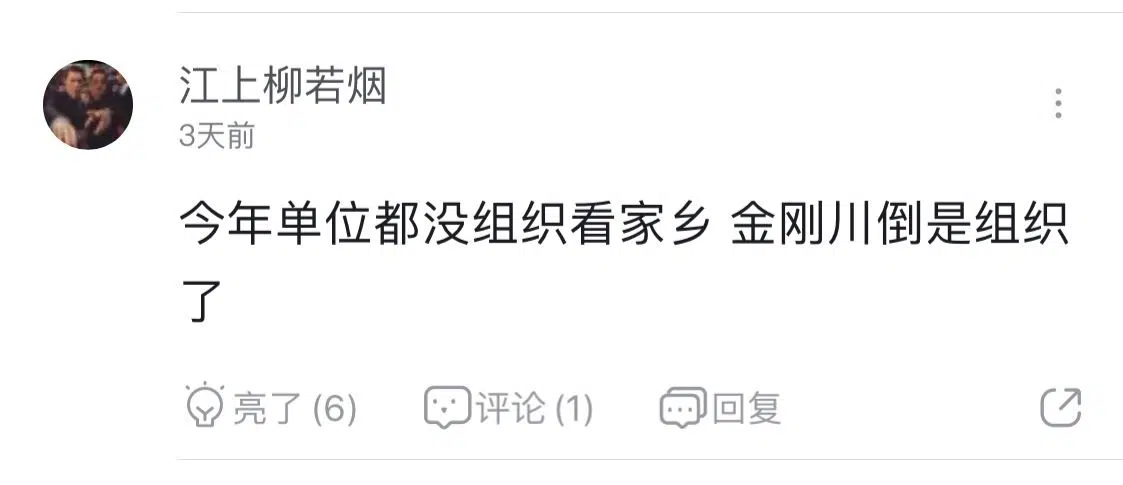 江上柳若烟
3天前
今年单位都没组织看家乡 金刚川倒是组织
了
亮了 (6) 评论 (1) 回复